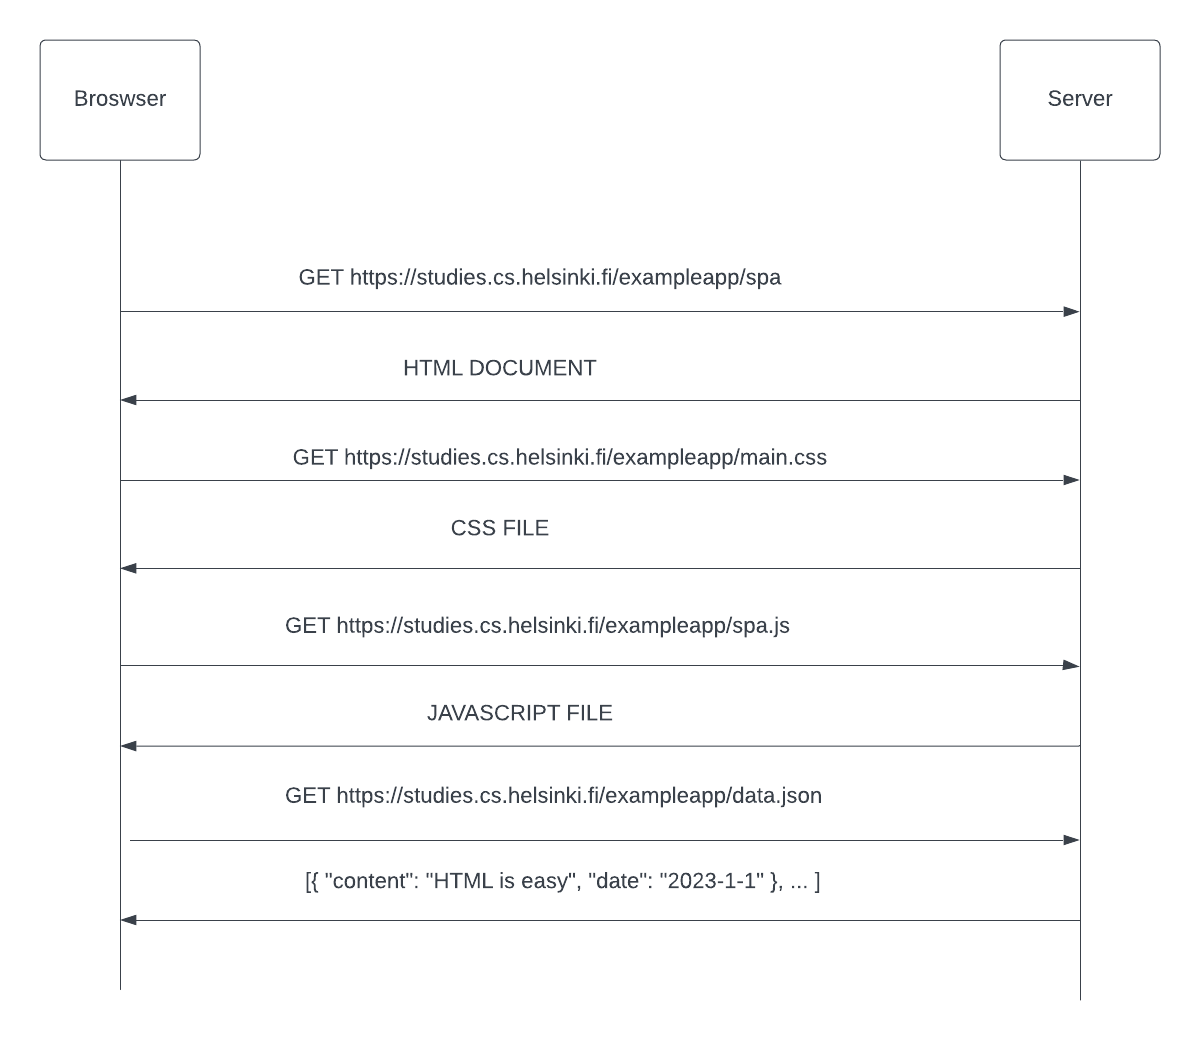 Broswser
Server
GET https://studies.cs.helsinki.fi/exampleapp/spa
HTML DOCUMENT
GET https://studies.cs.helsinki.fi/exampleapp/main.css
CSS FILE
GET https://studies.cs.helsinki.fi/exampleapp/spa.js
JAVASCRIPT FILE
GET https://studies.cs.helsinki.fi/exampleapp/data.json
[{ "content": "HTML is easy", "date": "2023-1-1" }, ... ]